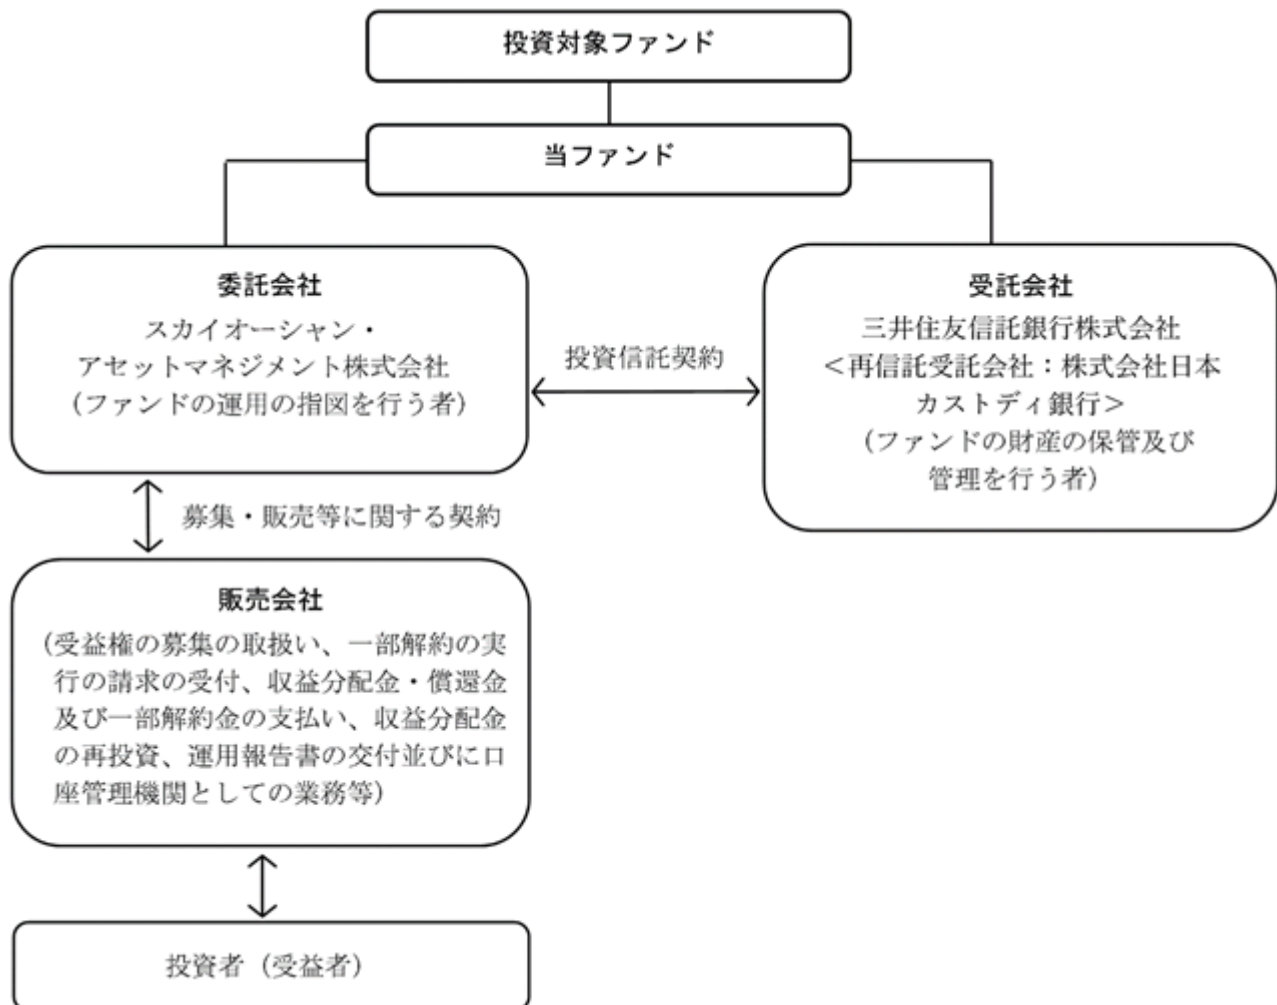 投資対象ファンド
当ファンド
委託会社
スカイオーシャン・
アセットマネジメント株式会社
（ファンドの運用の指図を行う者）
投資信託契約
受託会社
三井住友信託銀行株式会社
＜再信託受託会社：株式会社日本
カストディ銀行＞
（ファンドの財産の保管及び
管理を行う者）
募集・販売等に関する契約
販売会社
（受益権の募集の取扱い、一部解約の実
行の請求の受付、収益分配金・償還金
及び一部解約金の支払い、収益分配金
の再投資、運用報告書の交付並びに口
座管理機関としての業務等）
投資者（受益者）